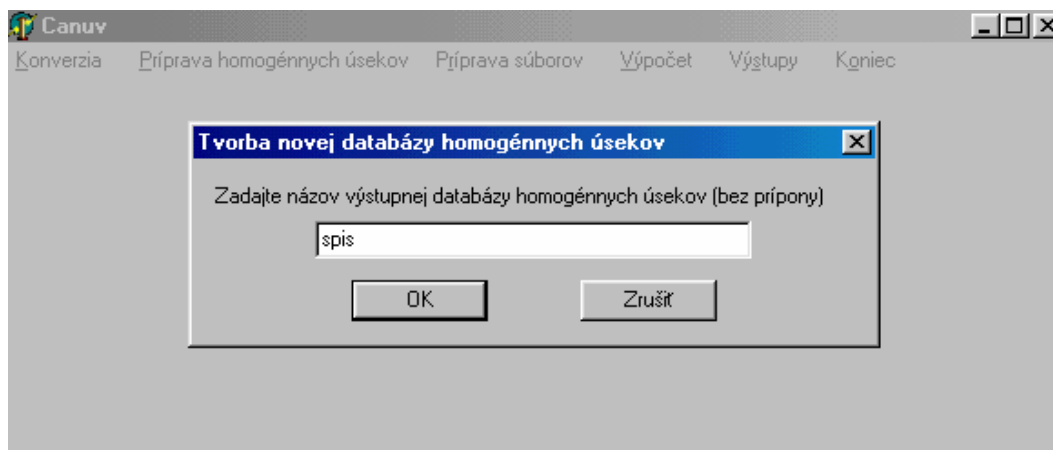 Canuv
Konverzia Príprava homogénnych úsekov Príprava súborov Výpočet Výstupy Koniec
Tvorba novej databázy homogénnych úsekov
Zadajte názov výstupnej databázy homogénnych úsekov (bez prípony)
spis
OK Zrušiť